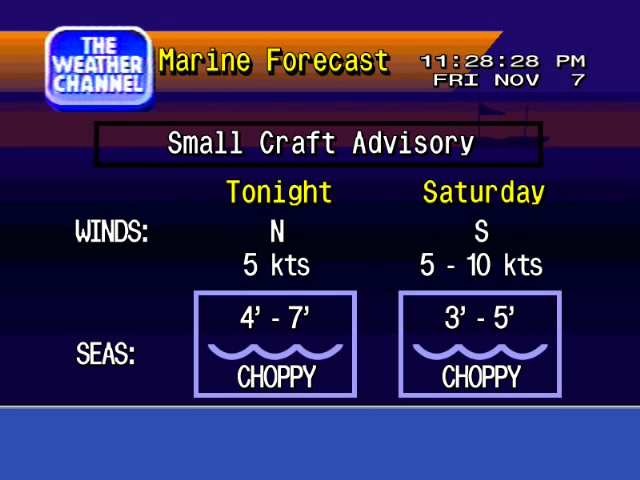 THE
WEATHER
CHANNEL
Marine Forecast
11:28:28 PM
FRI NOV 7
Small Craft Advisory
Tonight Saturday
WINDS: N S
5 kts 5 - 10 kts
4' - 7' 3' - 5'
SEAS:
CHOPPY CHOPPY